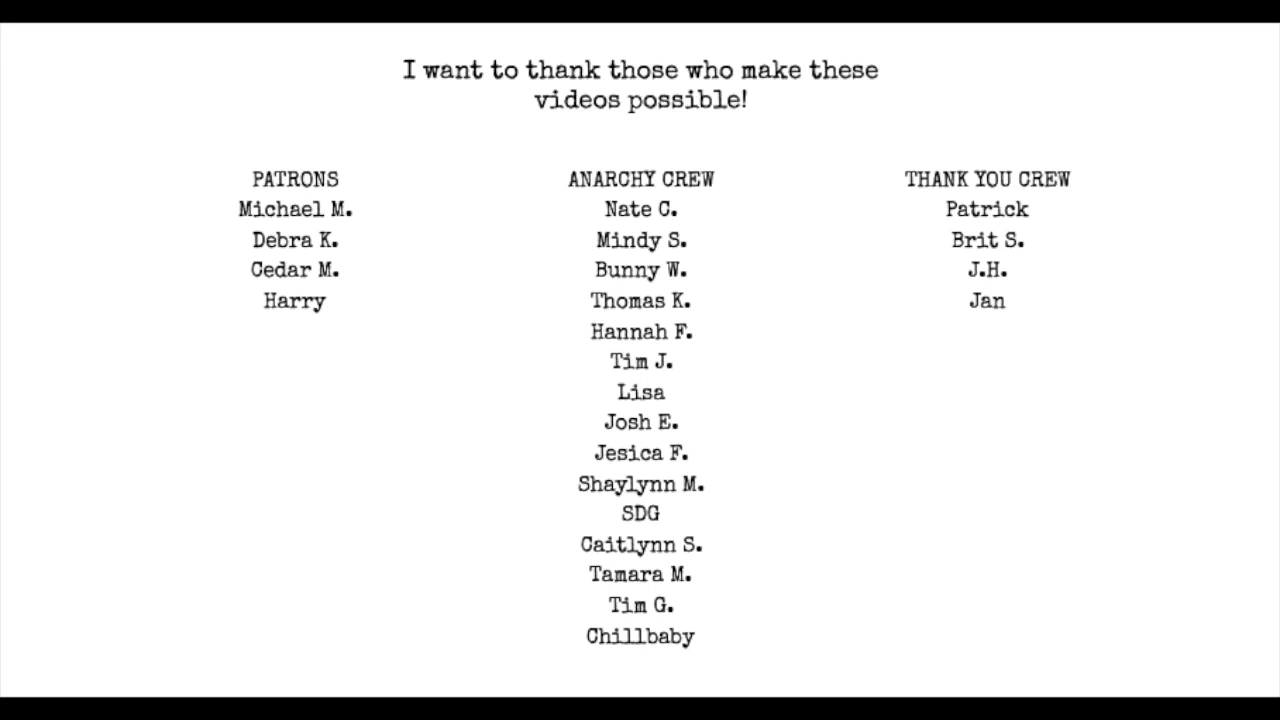 I want to thank those who make these
videos possible!
PATRONS
Michael M.
Debra K.
Cedar M.
Harry
ANARCHY CREW
Nate C.
Mindy S.
Bunny W.
Thomas K.
Hannah F.
Tim J.
Lisa
Josh E.
Jesica F.
Shaylynn M.
SDG
Caitlynn S.
Tamara M.
Tim G.
Chillbaby
THANK YOU CREW
Patrick
Brit S.
J.H.
Jan